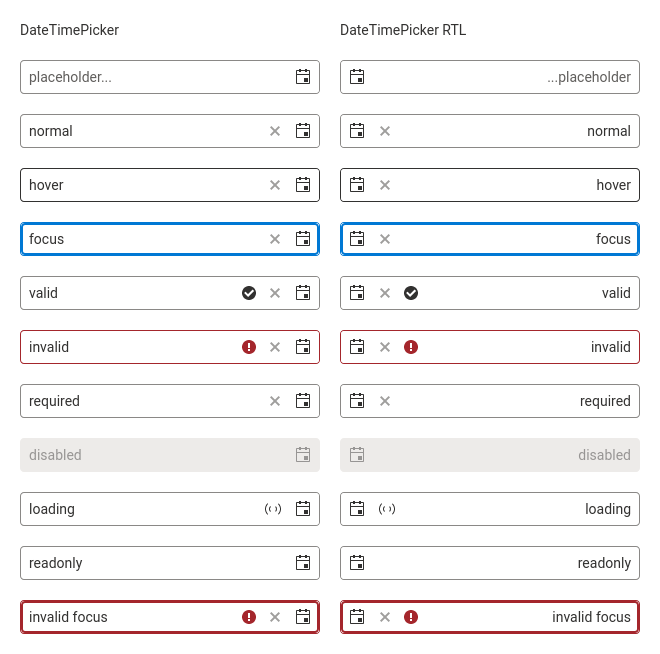 DateTimePicker
placeholder...
normal
hover
focus
valid
invalid
required
disabled
loading
readonly
invalid focus
DateTimePicker RTL
...placeholder
normal
hover
focus
valid
invalid
required
disabled
loading
readonly
invalid focus